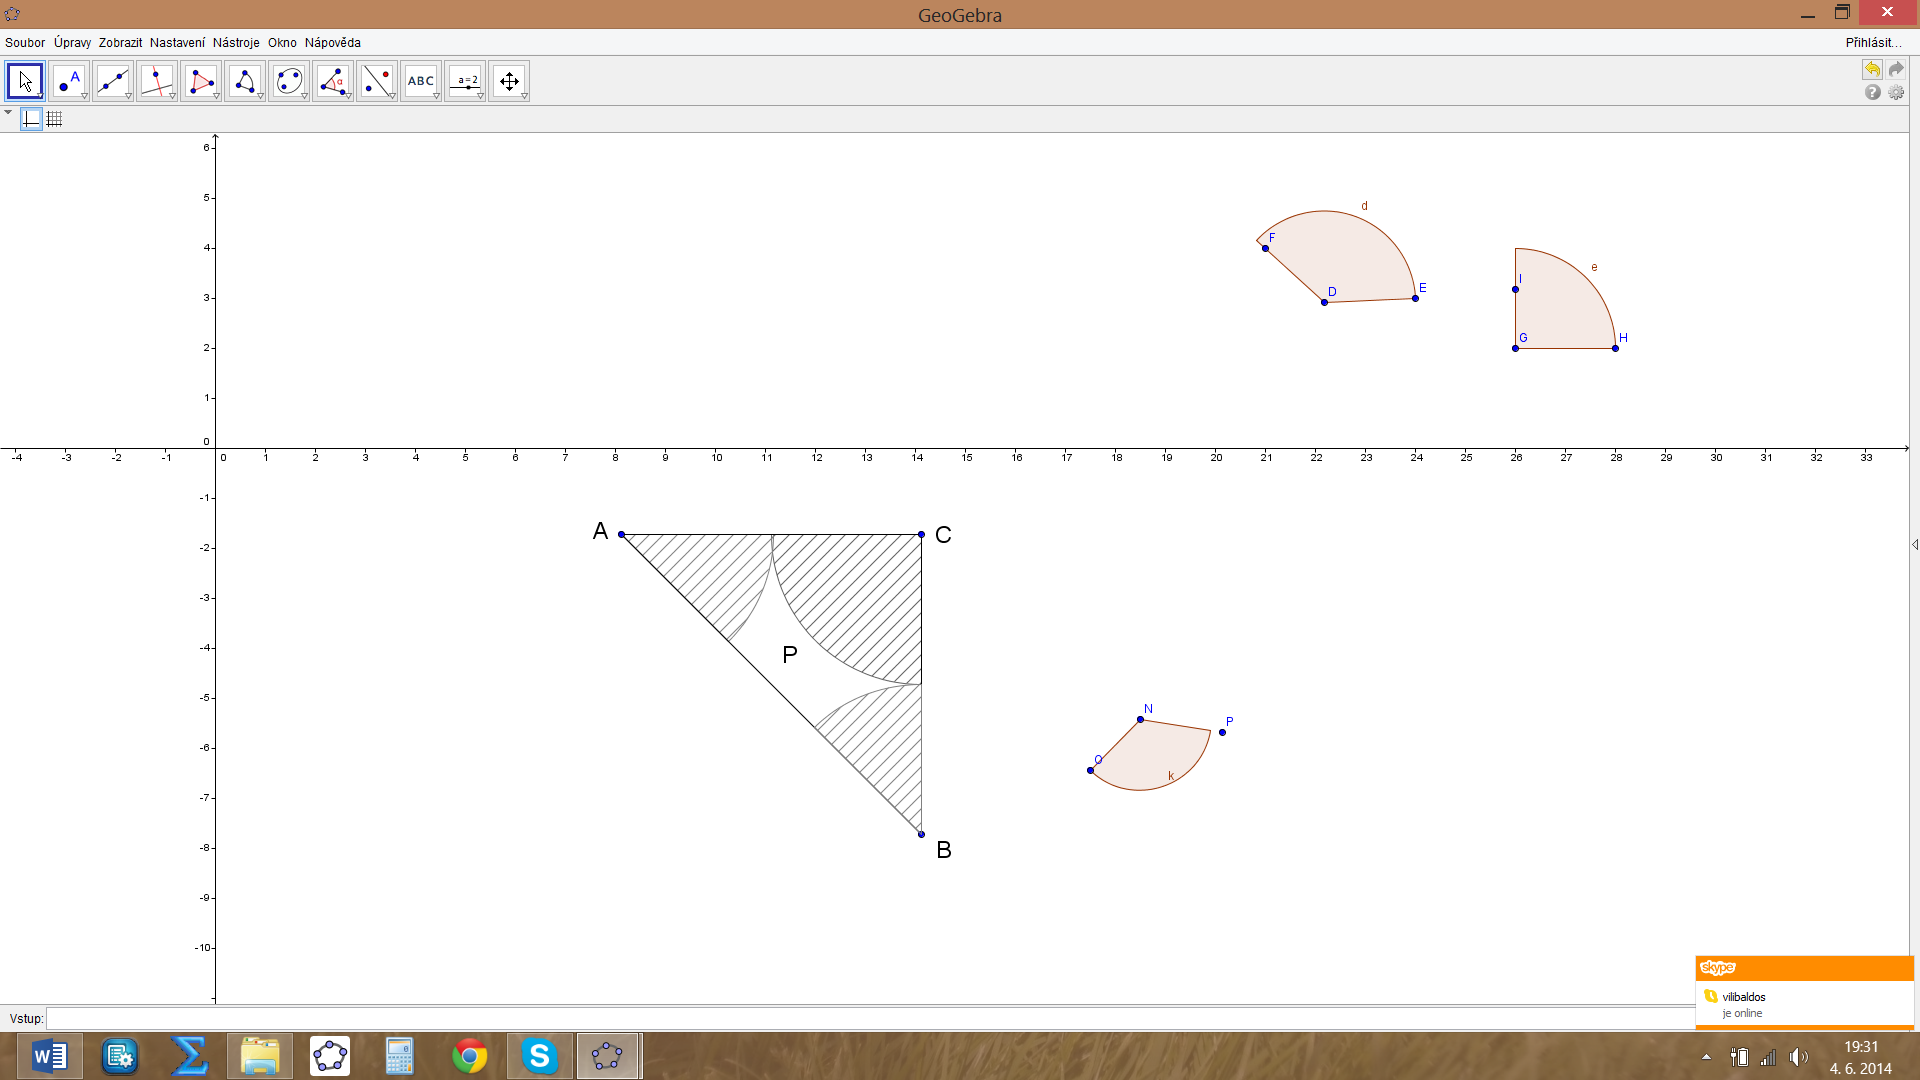 GeoGebra
Soubor Úpravy Zobrazit Nastavení Nástroje Okno Nápověda Přihlásit...
A ABC a=2
α
6
5
4
3
2
1
0
-4 -3 -2 -1 0 1 2 3 4 5 6 7 8 9 10 11 12 13 14 15 16 17 18 19 20 21 22 23 24 25 26 27 28 29 30 31 32 33
-1
-2
-3
-4
-5
-6
-7
-8
-9
-10
d
F
D
E
e
I
G
H
A
C
P
B
N
P
O
k
skype
vilibaldos
je online
Vstup:
19:31
4. 6. 2014